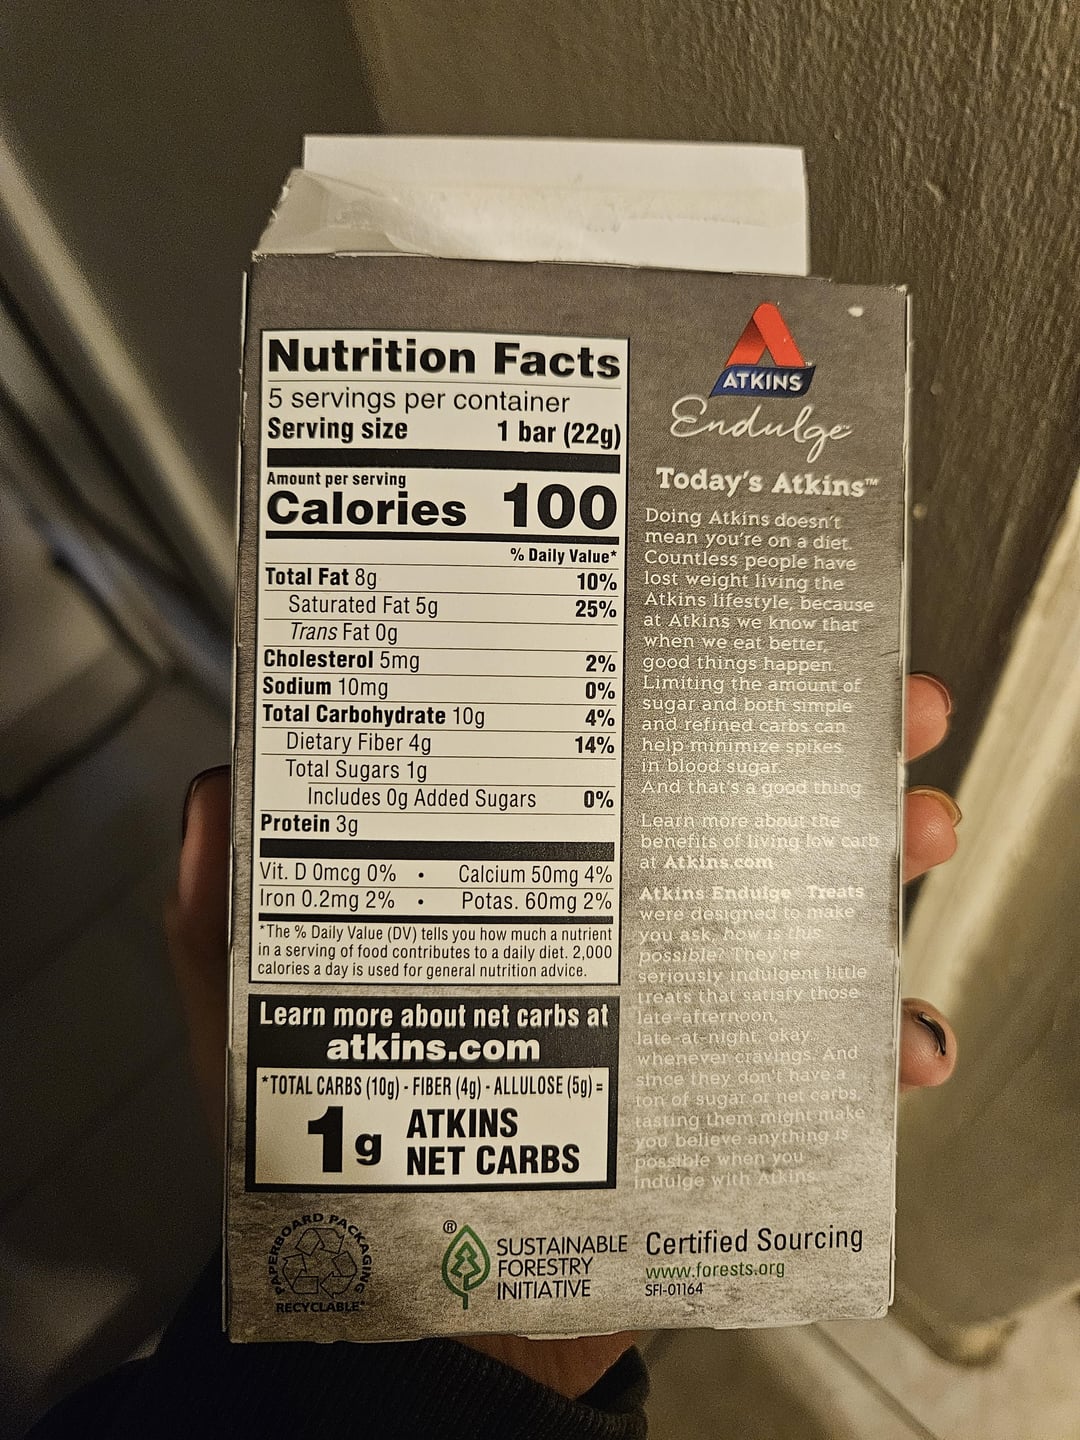 Nutrition Facts
5 servings per container
Serving size 1 bar (22g)
Amount per serving
Calories 100
% Daily Value*
Total Fat 8g 10%
Saturated Fat 5g 25%
Trans Fat 0g
Cholesterol 5mg 2%
Sodium 10mg 0%
Total Carbohydrate 10g 4%
Dietary Fiber 4g 14%
Total Sugars 1g
Includes 0g Added Sugars 0%
Protein 3g
Vit. D 0mcg 0% • Calcium 50mg 4%
Iron 0.2mg 2% • Potas. 60mg 2%
*The % Daily Value (DV) tells you how much a nutrient
in a serving of food contributes to a daily diet. 2,000
calories a day is used for general nutrition advice.
Learn more about net carbs at
atkins.com
*TOTAL CARBS (10g) - FIBER (4g) - ALLULOSE (5g) =
1g ATKINS
NET CARBS
ATKINS
Endulge™
Today's Atkins™
Doing Atkins doesn't
mean you're on a diet.
Countless people have
lost weight living the
Atkins lifestyle, because
at Atkins we know that
when we eat better,
good things happen.
Limiting the amount of
sugar and both simple
and refined carbs can
help minimize spikes
in blood sugar.
And that's a good thing.
Learn more about the
benefits of living low carb
at Atkins.com
Atkins Endulge Treats
were designed to make
you ask, how is this
possible? They're
seriously indulgent little
treats that satisfy those
late-afternoon,
late-at-night, okay,
whenever cravings. And
since they don't have a
ton of sugar or net carbs,
tasting them might make
you believe anything is
possible when you
indulge with Atkins.
PAPERBOARD PACKAGING
RECYCLABLE*
®
SUSTAINABLE
FORESTRY
INITIATIVE
Certified Sourcing
www.forests.org
SFI-01164